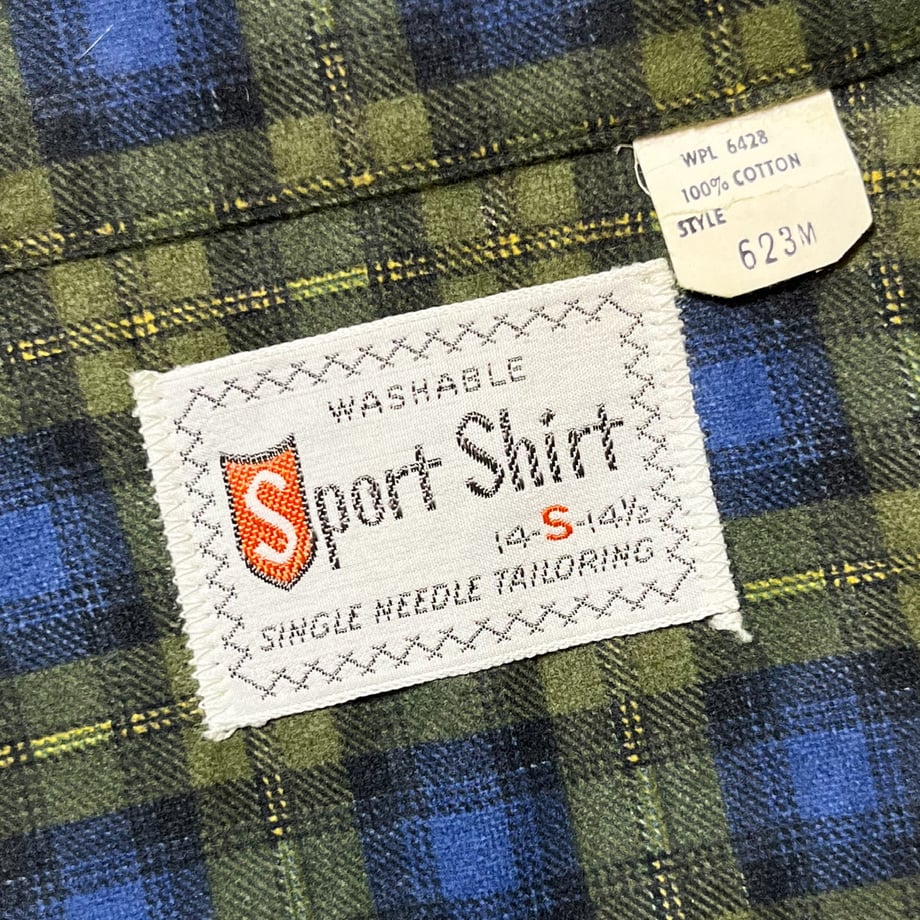 WPL 6428
100% COTTON
STYLE
623M
WASHABLE
Sport Shirt
14-S-14½
SINGLE NEEDLE TAILORING